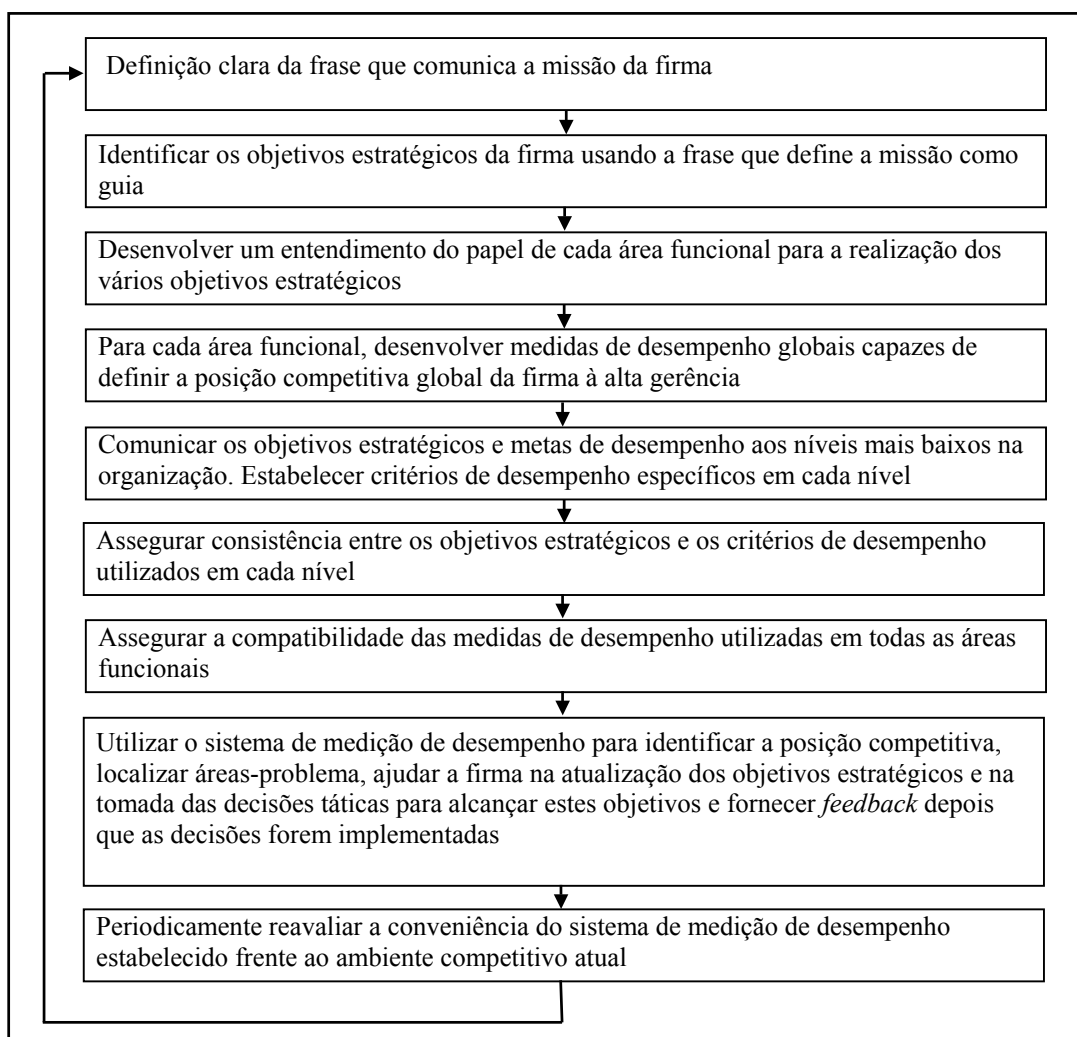 Definição clara da frase que comunica a missão da firma
Identificar os objetivos estratégicos da firma usando a frase que define a missão como
guia
Desenvolver um entendimento do papel de cada área funcional para a realização dos
vários objetivos estratégicos
Para cada área funcional, desenvolver medidas de desempenho globais capazes de
definir a posição competitiva global da firma à alta gerência
Comunicar os objetivos estratégicos e metas de desempenho aos níveis mais baixos na
organização. Estabelecer critérios de desempenho específicos em cada nível
Assegurar consistência entre os objetivos estratégicos e os critérios de desempenho
utilizados em cada nível
Assegurar a compatibilidade das medidas de desempenho utilizadas em todas as áreas
funcionais
Utilizar o sistema de medição de desempenho para identificar a posição competitiva,
localizar áreas-problema, ajudar a firma na atualização dos objetivos estratégicos e na
tomada das decisões táticas para alcançar estes objetivos e fornecer feedback depois
que as decisões forem implementadas
Periodicamente reavaliar a conveniência do sistema de medição de desempenho
estabelecido frente ao ambiente competitivo atual